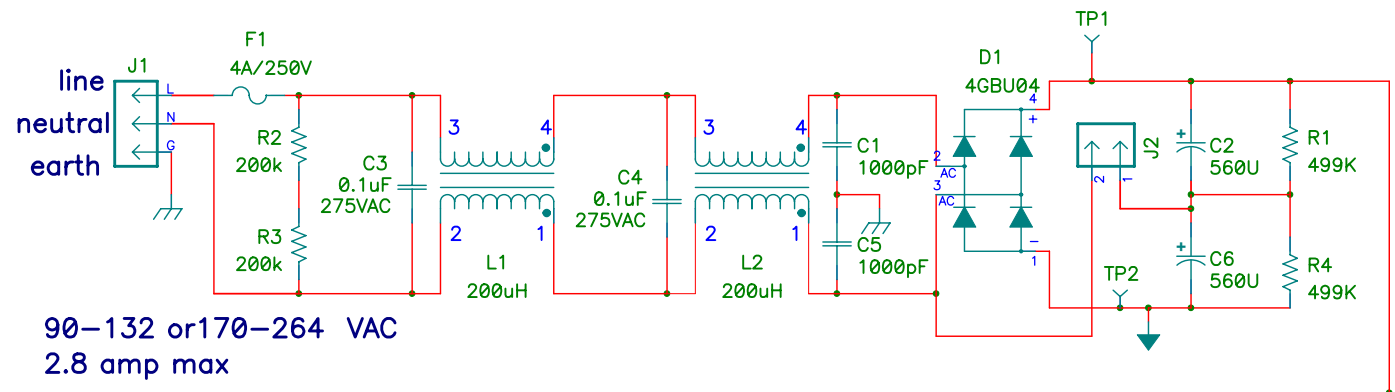 TP1
F1
4A/250V
J1
D1
4GBU04
line
L
neutral
N
earth
G
R2
200k
C3
0.1uF
275VAC
3
4
2
1
L1
200uH
C4
0.1uF
275VAC
3
4
2
1
L2
200uH
R3
200k
C1
1000pF
C5
1000pF
4
+
2
AC
3
AC
-
1
J2
2
1
+
C2
560U
R1
499K
TP2
+
C6
560U
R4
499K
90-132 or170-264 VAC
2.8 amp max